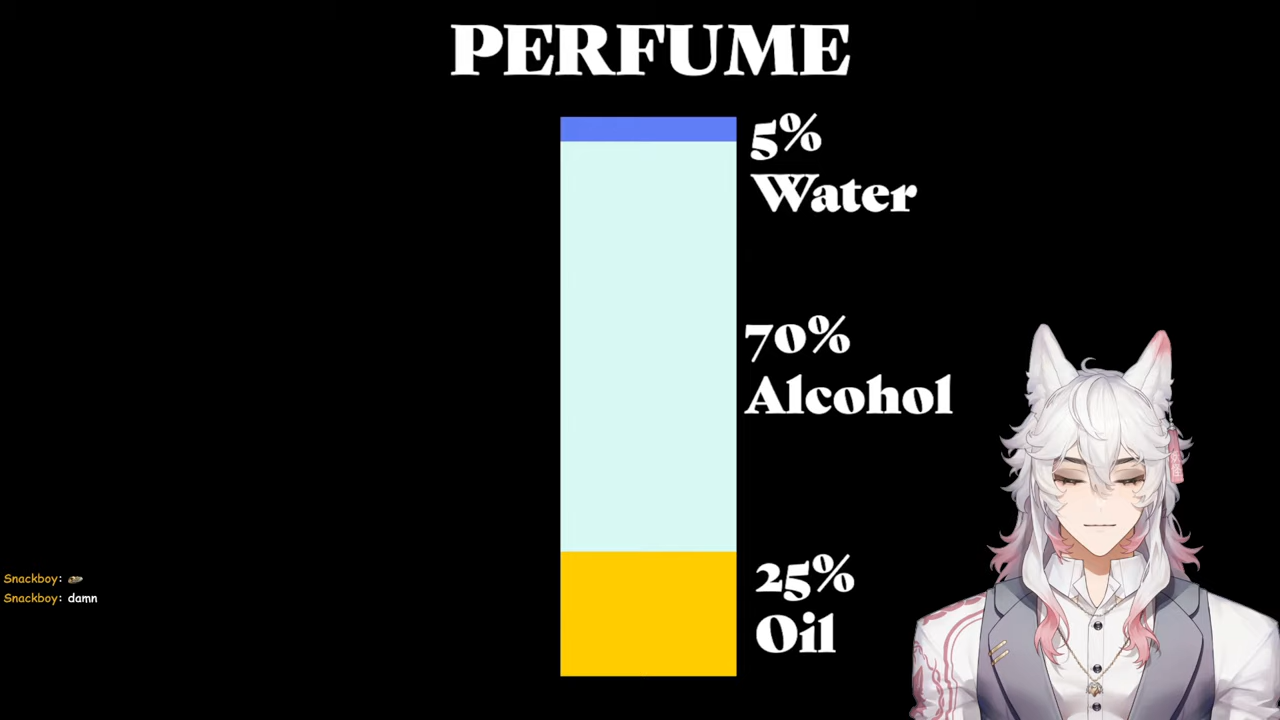 PERFUME
5%
Water
70%
Alcohol
25%
Oil
Snackboy:
Snackboy: damn